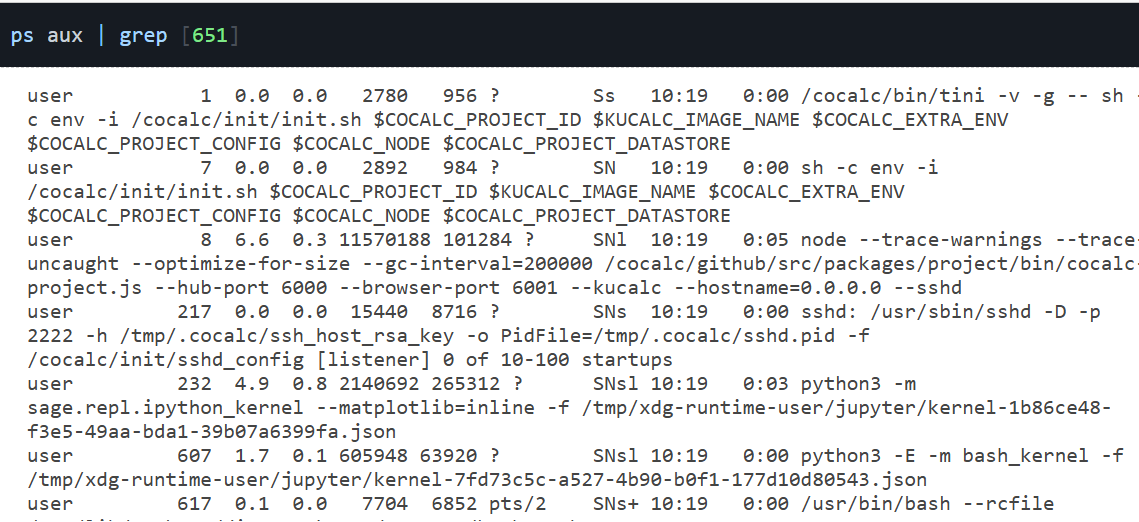 ps aux | grep [651]
user 1 0.0 0.0 2780 956 ? Ss 10:19 0:00 /cocalc/bin/tini -v -g -- sh -
c env -i /cocalc/init/init.sh $COCALC_PROJECT_ID $KUCALC_IMAGE_NAME $COCALC_EXTRA_ENV
$COCALC_PROJECT_CONFIG $COCALC_NODE $COCALC_PROJECT_DATASTORE
user 7 0.0 0.0 2892 984 ? SN 10:19 0:00 sh -c env -i
/cocalc/init/init.sh $COCALC_PROJECT_ID $KUCALC_IMAGE_NAME $COCALC_EXTRA_ENV
$COCALC_PROJECT_CONFIG $COCALC_NODE $COCALC_PROJECT_DATASTORE
user 8 6.6 0.3 11570188 101284 ? SNl 10:19 0:05 node --trace-warnings --trace-
uncaught --optimize-for-size --gc-interval=200000 /cocalc/github/src/packages/project/bin/cocalc-
project.js --hub-port 6000 --browser-port 6001 --kucalc --hostname=0.0.0.0 --sshd
user 217 0.0 0.0 15440 8716 ? SNs 10:19 0:00 sshd: /usr/sbin/sshd -D -p
2222 -h /tmp/.cocalc/ssh_host_rsa_key -o PidFile=/tmp/.cocalc/sshd.pid -f
/cocalc/init/sshd_config [listener] 0 of 10-100 startups
user 232 4.9 0.8 2140692 265312 ? SNsl 10:19 0:03 python3 -m
sage.repl.ipython_kernel --matplotlib=inline -f /tmp/xdg-runtime-user/jupyter/kernel-1b86ce48-
f3e5-49aa-bda1-39b07a6399fa.json
user 607 1.7 0.1 605948 63920 ? SNsl 10:19 0:00 python3 -E -m bash_kernel -f
/tmp/xdg-runtime-user/jupyter/kernel-7fd73c5c-a527-4b90-b0f1-177d10d80543.json
user 617 0.1 0.0 7704 6852 pts/2 SNs+ 10:19 0:00 /usr/bin/bash --rcfile